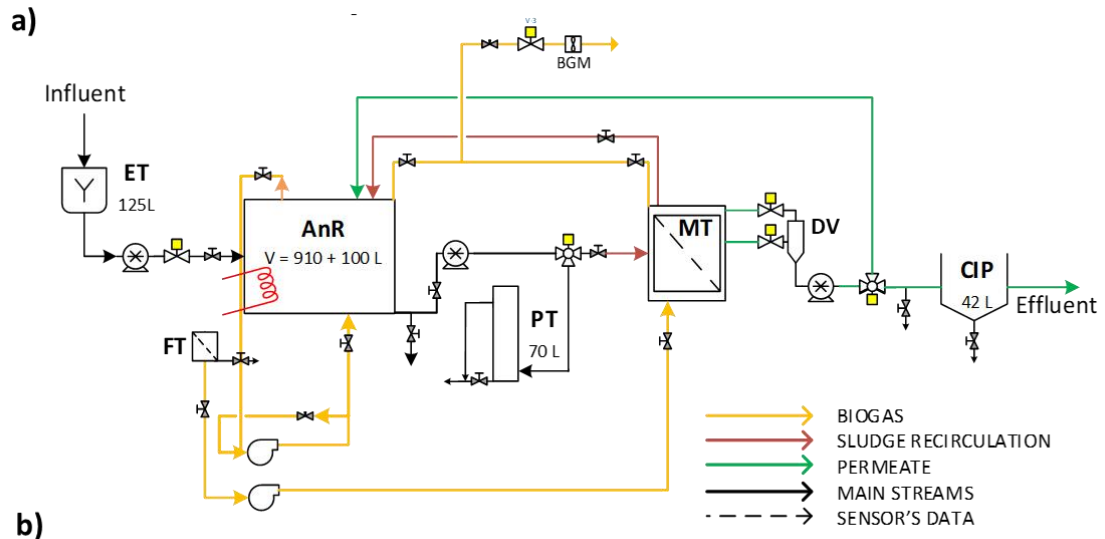 a)
V 3
BGM
Influent
ET
125L
AnR
V = 910 + 100 L
MT
DV
CIP
42 L
Effluent
FT
PT
70 L
BIOGAS
SLUDGE RECIRCULATION
PERMEATE
MAIN STREAMS
SENSOR'S DATA
b)